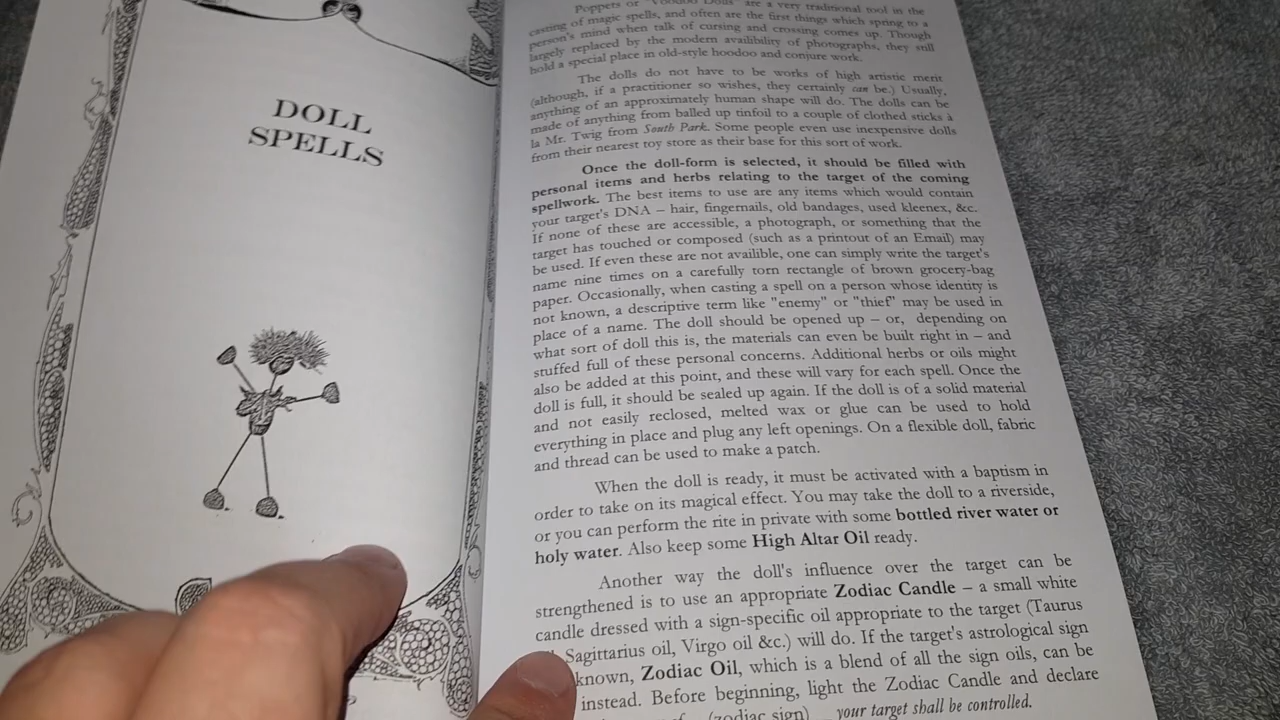 DOLL
SPELLS
Poppets or "Voodoo Dolls" are a very traditional tool in the
casting of magic spells, and often are the first things which spring to a
person's mind when talk of cursing and crossing comes up. Though
largely replaced by the modern availibility of photographs, they still
hold a special place in old-style hoodoo and conjure work.
The dolls do not have to be works of high artistic merit
(although, if a practitioner so wishes, they certainly can be.) Usually,
anything of an approximately human shape will do. The dolls can be
made of anything from balled up tinfoil to a couple of clothed sticks à
la Mr. Twig from South Park. Some people even use inexpensive dolls
from their nearest toy store as their base for this sort of work.
Once the doll-form is selected, it should be filled with
personal items and herbs relating to the target of the coming
spellwork. The best items to use are any items which would contain
your target's DNA – hair, fingernails, old bandages, used kleenex, &c.
If none of these are accessible, a photograph, or something that the
target has touched or composed (such as a printout of an Email) may
be used. If even these are not availible, one can simply write the target's
name nine times on a carefully torn rectangle of brown grocery-bag
paper. Occasionally, when casting a spell on a person whose identity is
not known, a descriptive term like "enemy" or "thief" may be used in
place of a name. The doll should be opened up – or, depending on
what sort of doll this is, the materials can even be built right in – and
stuffed full of these personal concerns. Additional herbs or oils might
also be added at this point, and these will vary for each spell. Once the
doll is full, it should be sealed up again. If the doll is of a solid material
and not easily reclosed, melted wax or glue can be used to hold
everything in place and plug any left openings. On a flexible doll, fabric
and thread can be used to make a patch.
When the doll is ready, it must be activated with a baptism in
order to take on its magical effect. You may take the doll to a riverside,
or you can perform the rite in private with some bottled river water or
holy water. Also keep some High Altar Oil ready.
Another way the doll's influence over the target can be
strengthened is to use an appropriate Zodiac Candle – a small white
candle dressed with a sign-specific oil appropriate to the target (Taurus
Sagittarius oil, Virgo oil &c.) will do. If the target's astrological sign
known, Zodiac Oil, which is a blend of all the sign oils, can be
instead. Before beginning, light the Zodiac Candle and declare
(zodiac sign) your target shall be controlled.